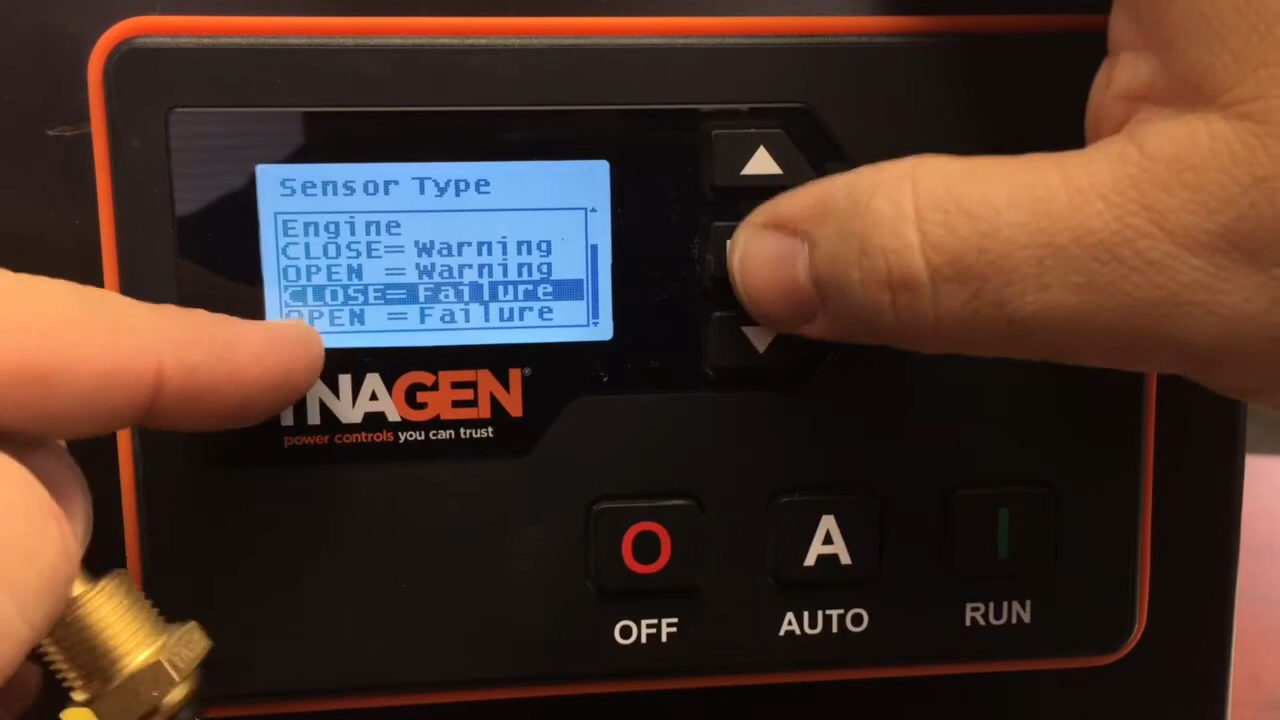 Sensor Type
Engine
CLOSE= Warning
OPEN = Warning
CLOSE= Failure
OPEN = Failure
NAGEN®
power controls you can trust
O
A
I
OFF
AUTO
RUN